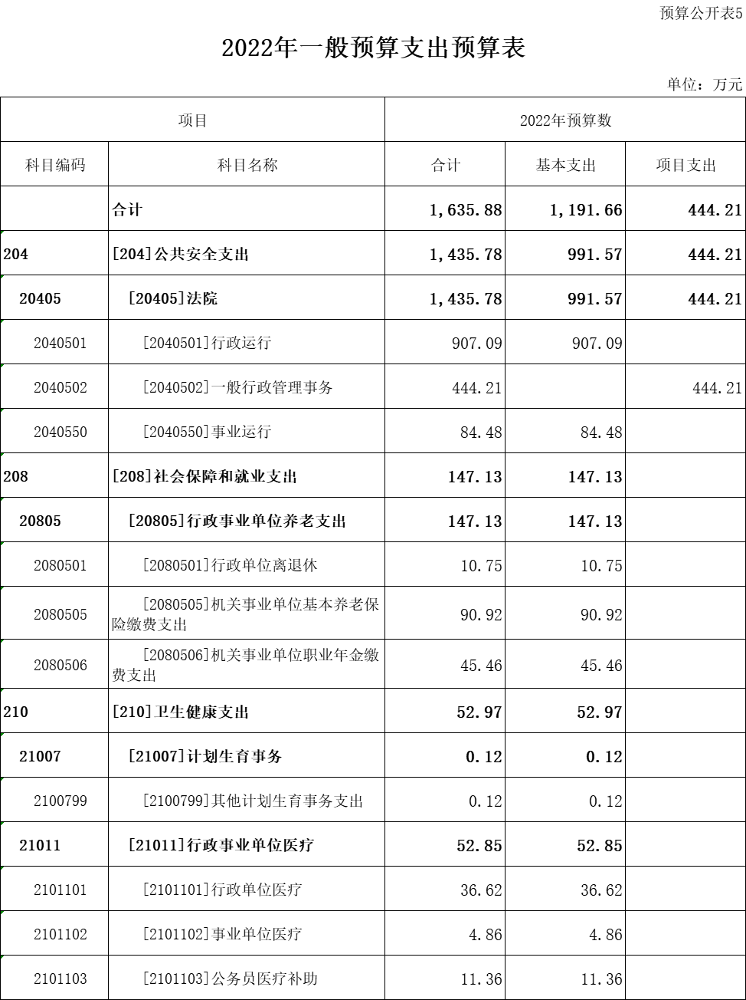 预算公开表5
2022年一般预算支出预算表
单位：万元
项目 2022年预算数
科目编码 科目名称 合计 基本支出 项目支出
合计 1,635.88 1,191.66 444.21
204 [204]公共安全支出 1,435.78 991.57 444.21
20405 [20405]法院 1,435.78 991.57 444.21
2040501 [2040501]行政运行 907.09 907.09
2040502 [2040502]一般行政管理事务 444.21 444.21
2040550 [2040550]事业运行 84.48 84.48
208 [208]社会保障和就业支出 147.13 147.13
20805 [20805]行政事业单位养老支出 147.13 147.13
2080501 [2080501]行政单位离退休 10.75 10.75
2080505 [2080505]机关事业单位基本养老保
险缴费支出 90.92 90.92
2080506 [2080506]机关事业单位职业年金缴
费支出 45.46 45.46
210 [210]卫生健康支出 52.97 52.97
21007 [21007]计划生育事务 0.12 0.12
2100799 [2100799]其他计划生育事务支出 0.12 0.12
21011 [21011]行政事业单位医疗 52.85 52.85
2101101 [2101101]行政单位医疗 36.62 36.62
2101102 [2101102]事业单位医疗 4.86 4.86
2101103 [2101103]公务员医疗补助 11.36 11.36